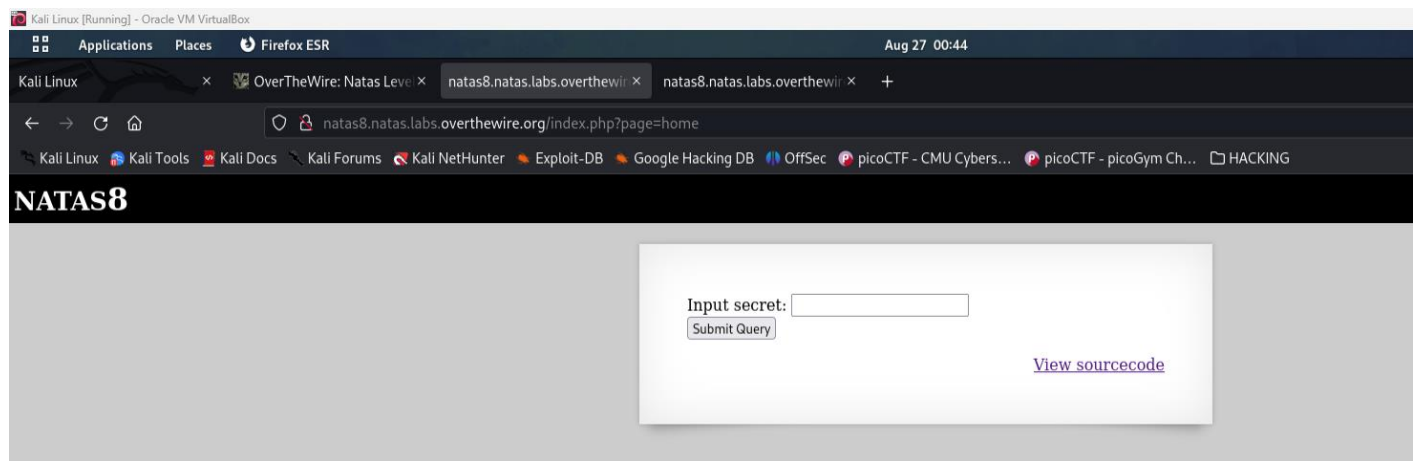 Kali Linux [Running] - Oracle VM VirtualBox
Applications Places Firefox ESR Aug 27 00:44
Kali Linux × OverTheWire: Natas Leve × natas8.natas.labs.overthewir × natas8.natas.labs.overthewir × +
natas8.natas.labs.overthewire.org/index.php?page=home
Kali Linux Kali Tools Kali Docs Kali Forums Kali NetHunter Exploit-DB Google Hacking DB OffSec picoCTF - CMU Cybers... picoCTF - picoGym Ch... HACKING
NATAS8
Input secret:
Submit Query
View sourcecode